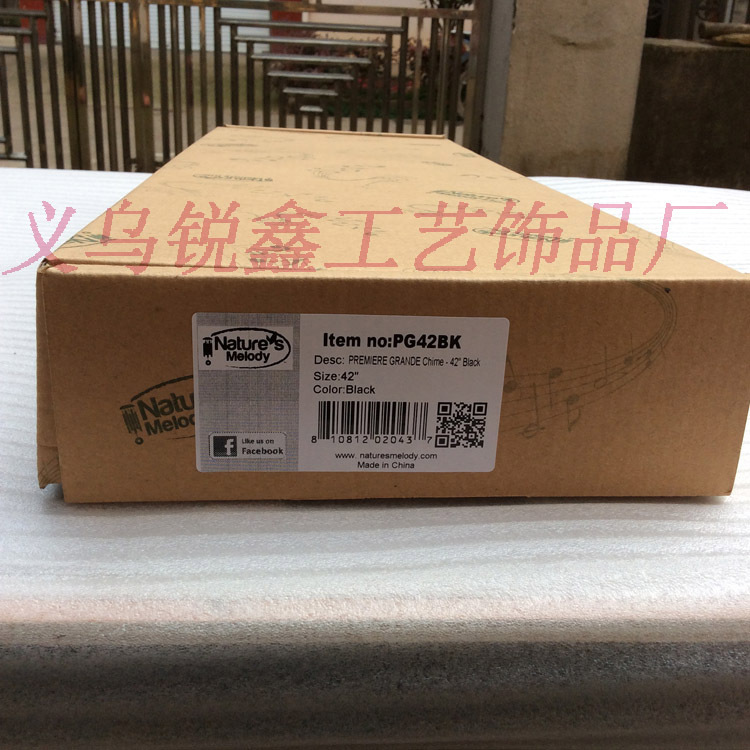 义乌锐鑫工艺饰品厂
Nature's
Melody
Item no:PG42BK
Desc: PREMIERE GRANDE Chime - 42" Black
Size:42"
Color:Black
8 10812 02043 7
f Like us on
Facebook
www.naturesmelody.com
Made in China
Nature's
Melody